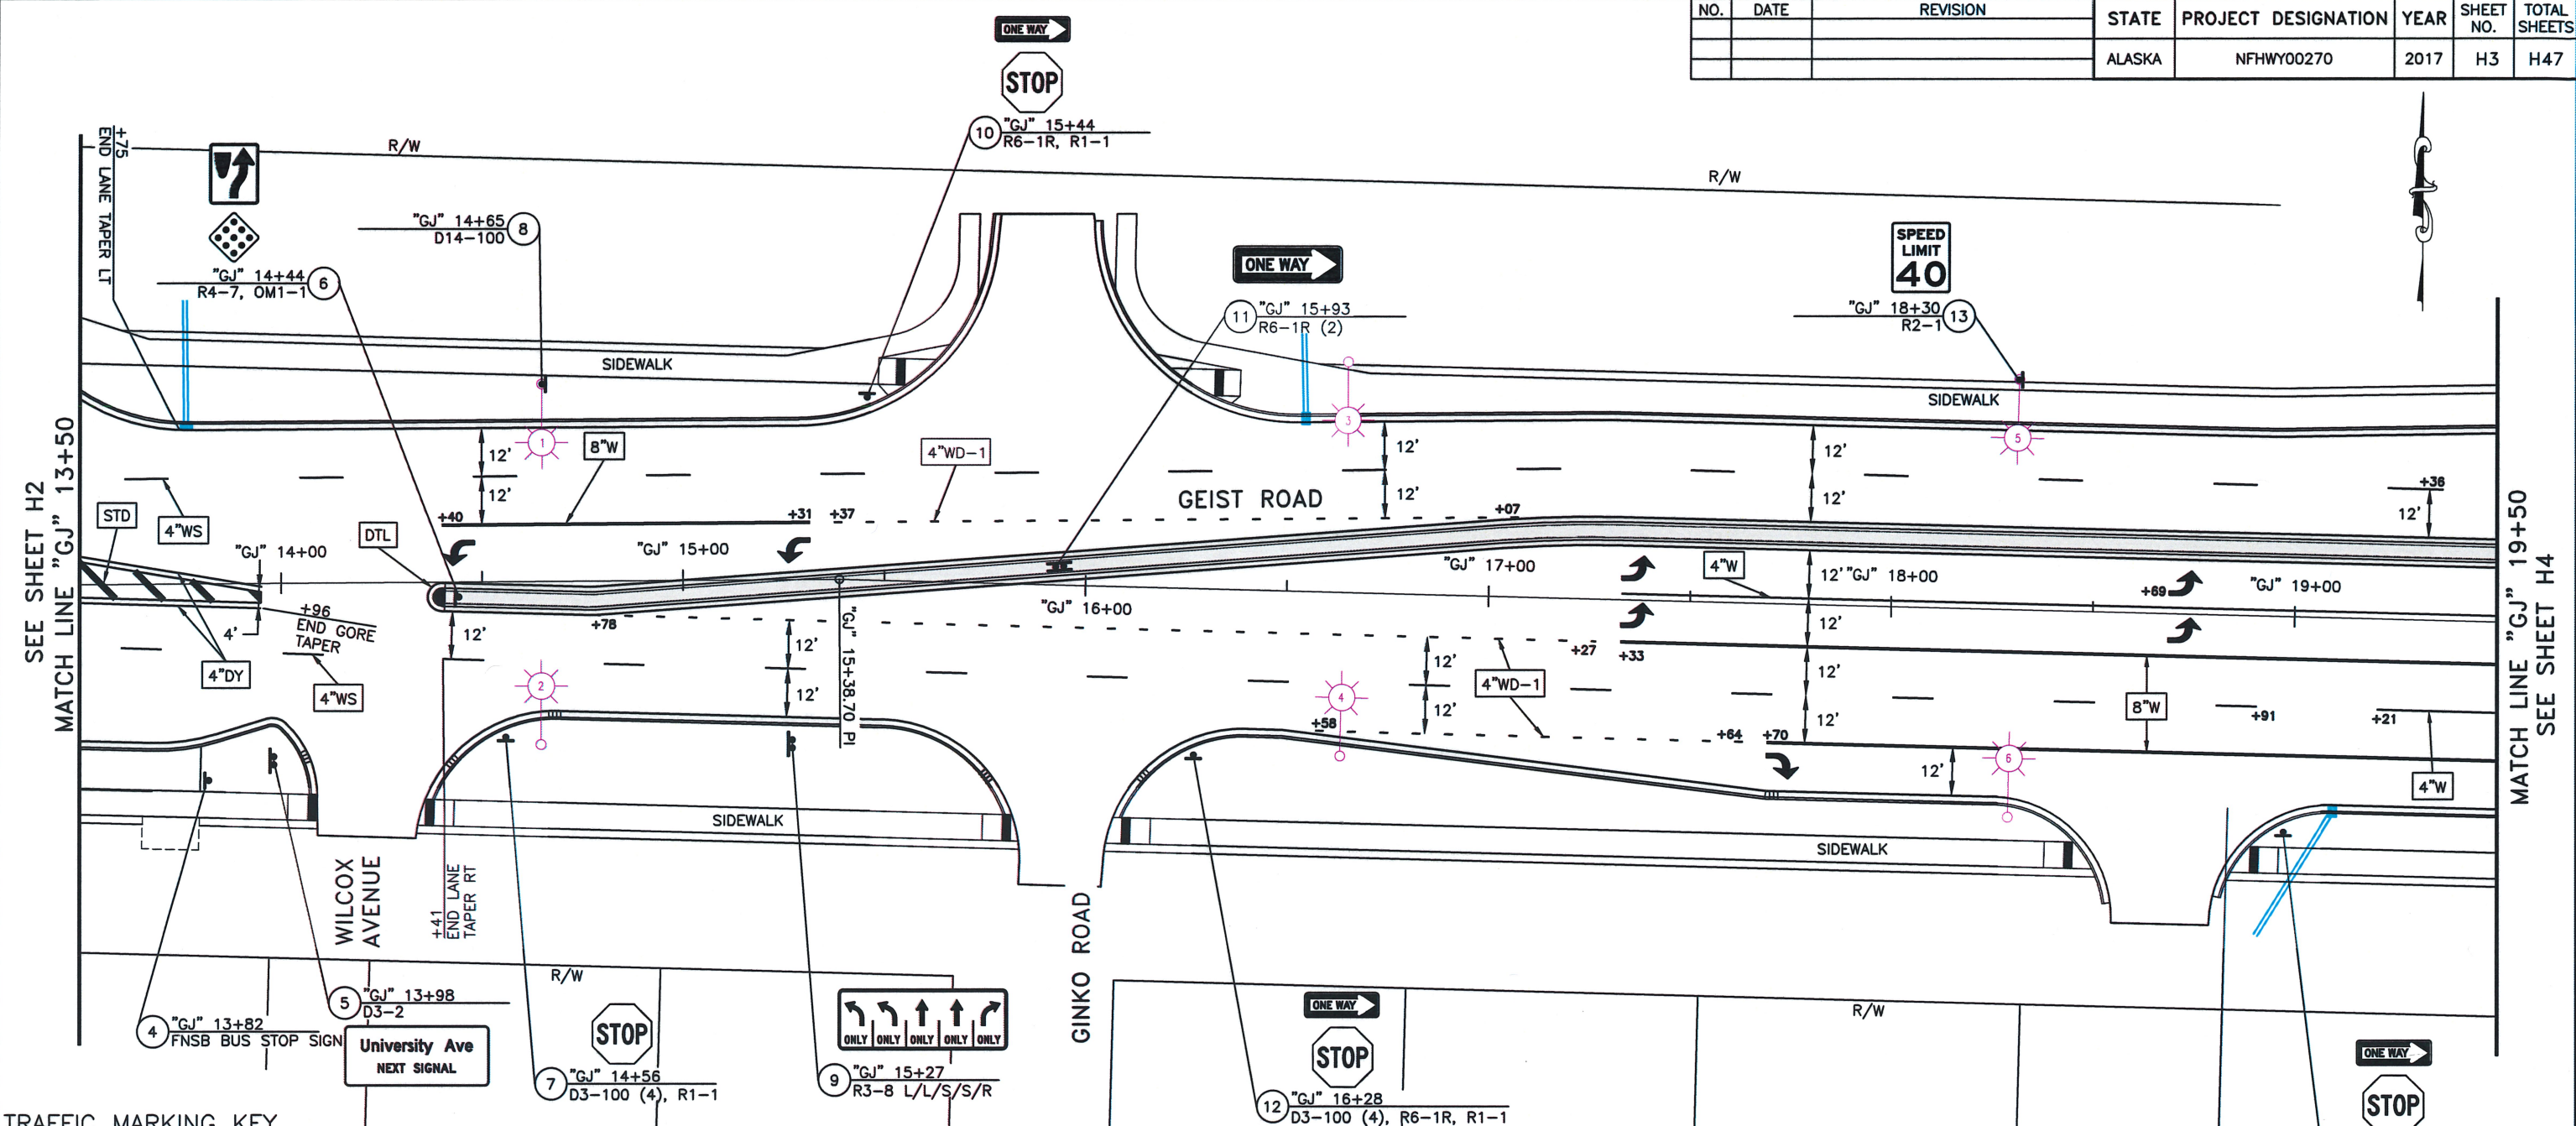 NO.
DATE
REVISION
STATE
PROJECT DESIGNATION
YEAR
SHEET
NO.
TOTAL
SHEETS
ALASKA
NFHWY00270
2017
H3
H47
ONE WAY
STOP
10
"GJ" 15+44
R6-1R, R1-1
+75
END LANE TAPER LT
R/W
R/W
"GJ" 14+65
D14-100
8
"GJ" 14+44
R4-7, OM1-1
6
ONE WAY
11
"GJ" 15+93
R6-1R (2)
SPEED
LIMIT
40
"GJ" 18+30
R2-1
13
SIDEWALK
SIDEWALK
1
3
5
SEE SHEET H2
MATCH LINE "GJ" 13+50
MATCH LINE "GJ" 19+50
SEE SHEET H4
12'
12'
8"W
4"WD-1
GEIST ROAD
12'
12'
12'
12'
+36
12'
STD
4"WS
DTL
+40
+31
+37
+07
"GJ" 14+00
"GJ" 15+00
"GJ" 16+00
"GJ" 17+00
"GJ" 18+00
"GJ" 19+00
4"W
12'
+69
+96
END GORE
TAPER
4'
4"DY
4"WS
12'
+78
12'
12'
"GJ" 15+38.70 PI
+27
+33
12'
12'
4"WD-1
12'
12'
12'
8"W
+91
+21
4"W
2
4
6
+58
+64
+70
12'
SIDEWALK
SIDEWALK
WILCOX
AVENUE
+41
END LANE
TAPER RT
GINKO ROAD
R/W
R/W
4
"GJ" 13+82
FNSB BUS STOP SIGN
5
"GJ" 13+98
D3-2
University Ave
NEXT SIGNAL
STOP
7
"GJ" 14+56
D3-100 (4), R1-1
ONLY ONLY ONLY ONLY ONLY
9
"GJ" 15+27
R3-8 L/L/S/S/R
ONE WAY
STOP
12
"GJ" 16+28
D3-100 (4), R6-1R, R1-1
ONE WAY
STOP
TRAFFIC MARKING KEY